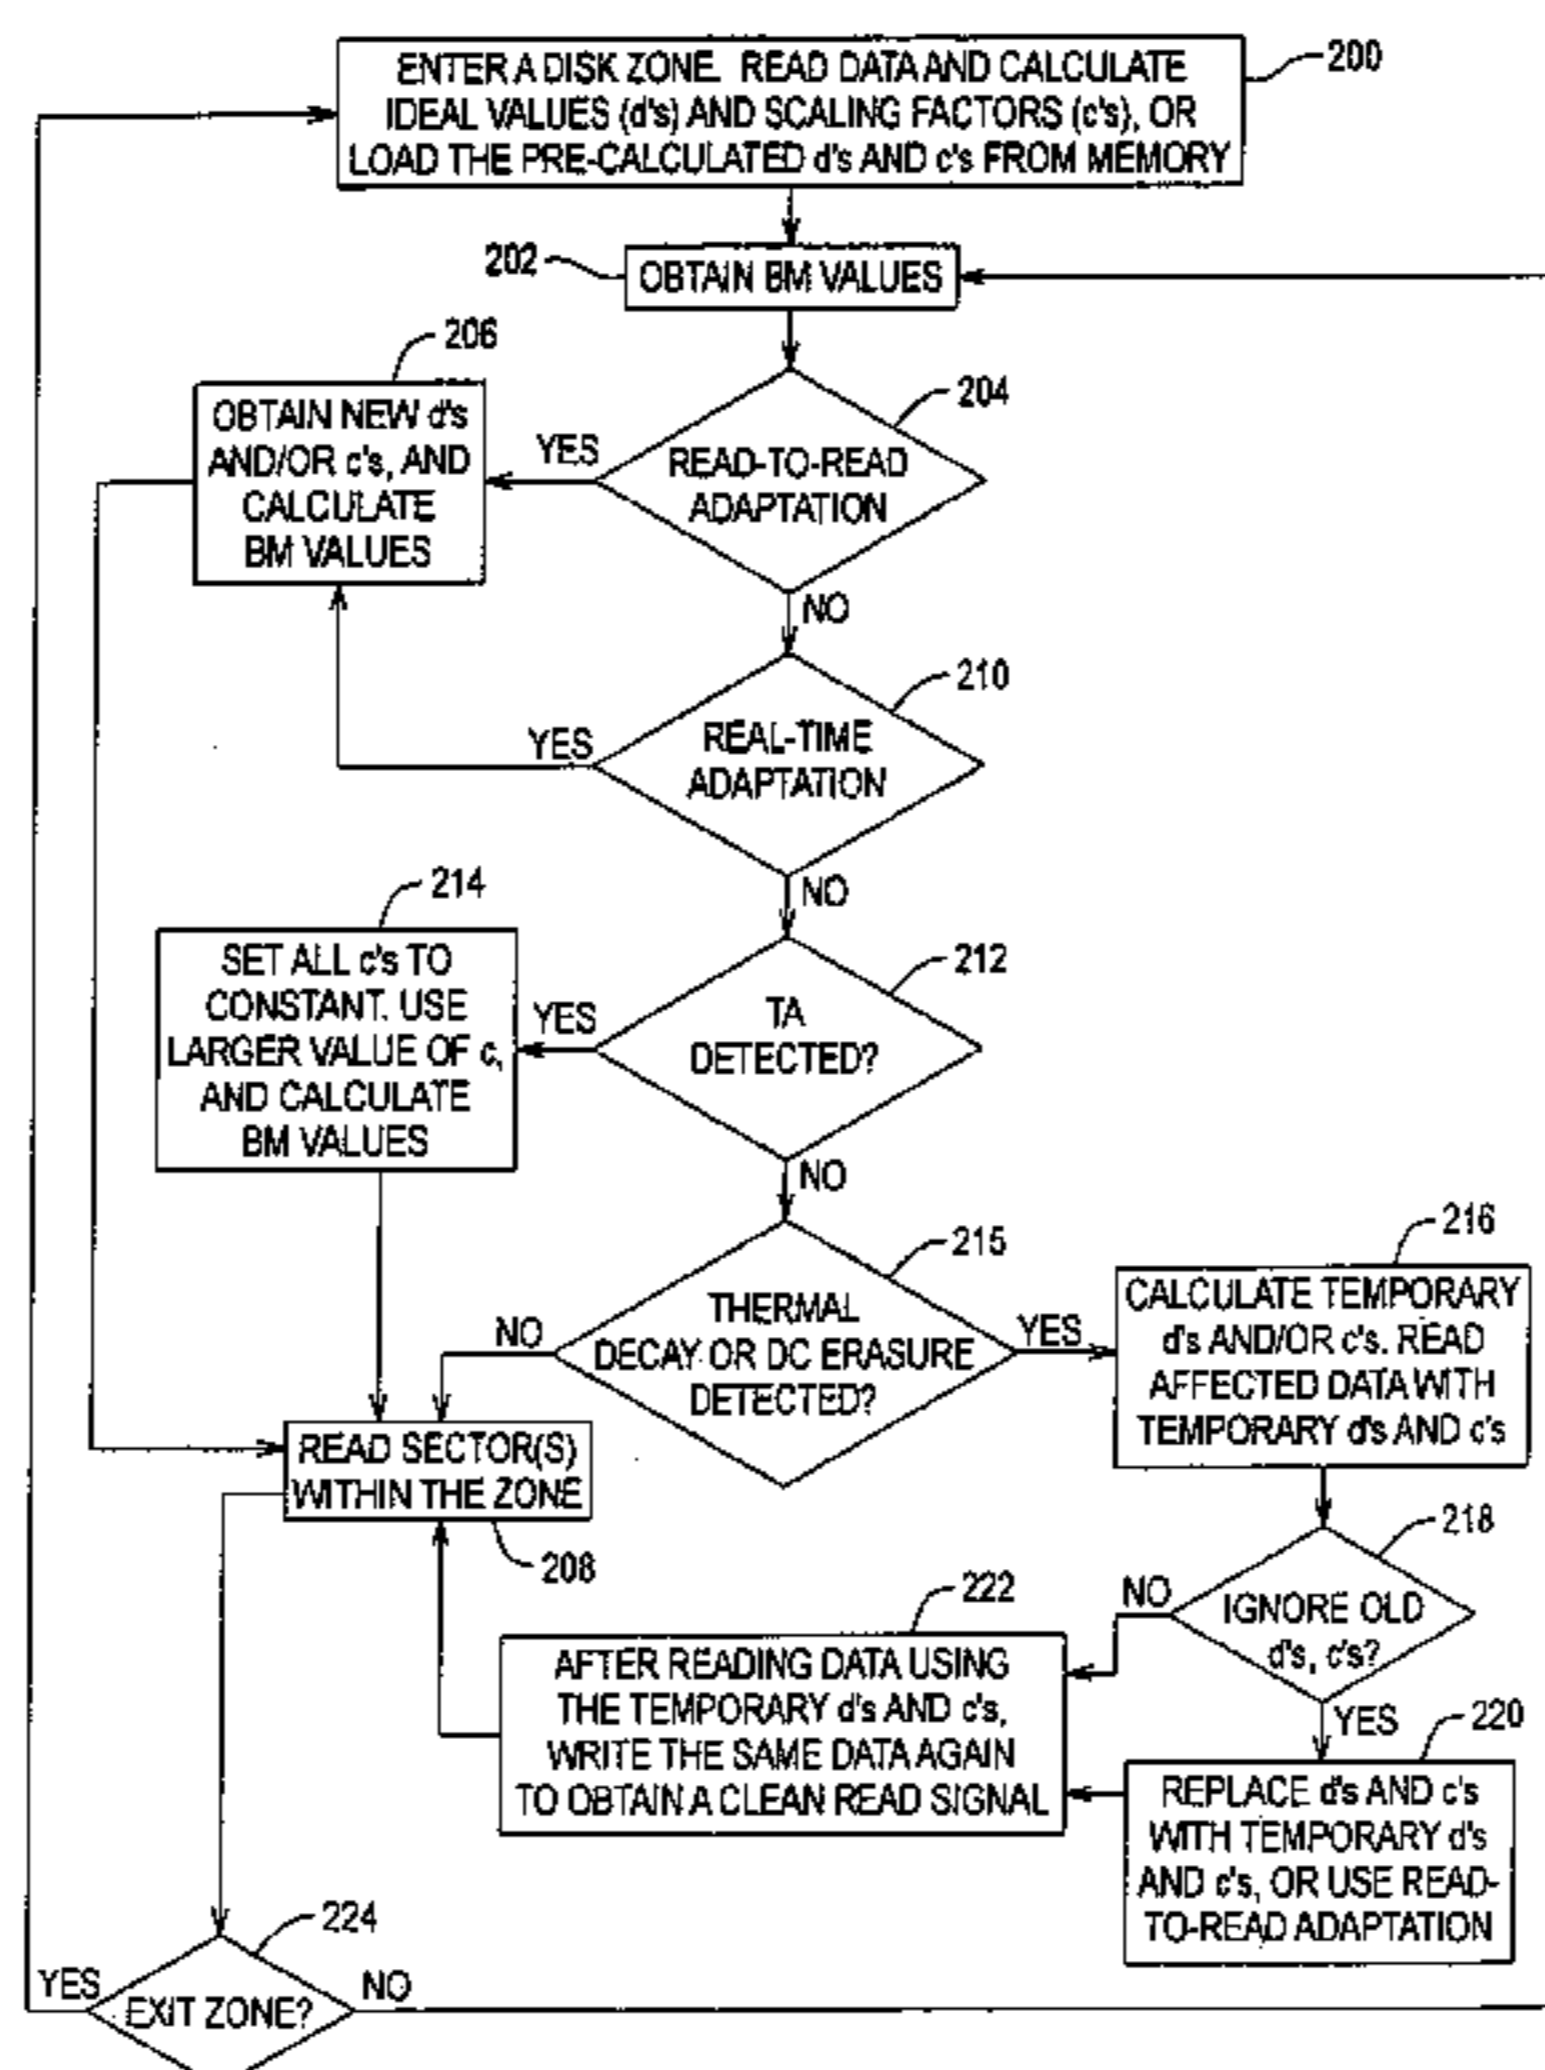 ENTER A DISK ZONE. READ DATA AND CALCULATE
IDEAL VALUES (d's) AND SCALING FACTORS (c's), OR
LOAD THE PRE-CALCULATED d's AND c's FROM MEMORY
200
202
OBTAIN BM VALUES
206
OBTAIN NEW d's
AND/OR c's, AND
CALCULATE
BM VALUES
YES
204
READ-TO-READ
ADAPTATION
NO
210
YES
REAL-TIME
ADAPTATION
NO
214
SET ALL c's TO
CONSTANT. USE
LARGER VALUE OF c,
AND CALCULATE
BM VALUES
YES
212
TA
DETECTED?
NO
215
NO
THERMAL
DECAY OR DC ERASURE
DETECTED?
YES
216
CALCULATE TEMPORARY
d's AND/OR c's. READ
AFFECTED DATA WITH
TEMPORARY d's AND c's
READ SECTOR(S)
WITHIN THE ZONE
208
218
NO
IGNORE OLD
d's, c's?
YES
222
AFTER READING DATA USING
THE TEMPORARY d's AND c's,
WRITE THE SAME DATA AGAIN
TO OBTAIN A CLEAN READ SIGNAL
220
REPLACE d's AND c's
WITH TEMPORARY d's
AND c's, OR USE READ-
TO-READ ADAPTATION
224
YES
EXIT ZONE?
NO